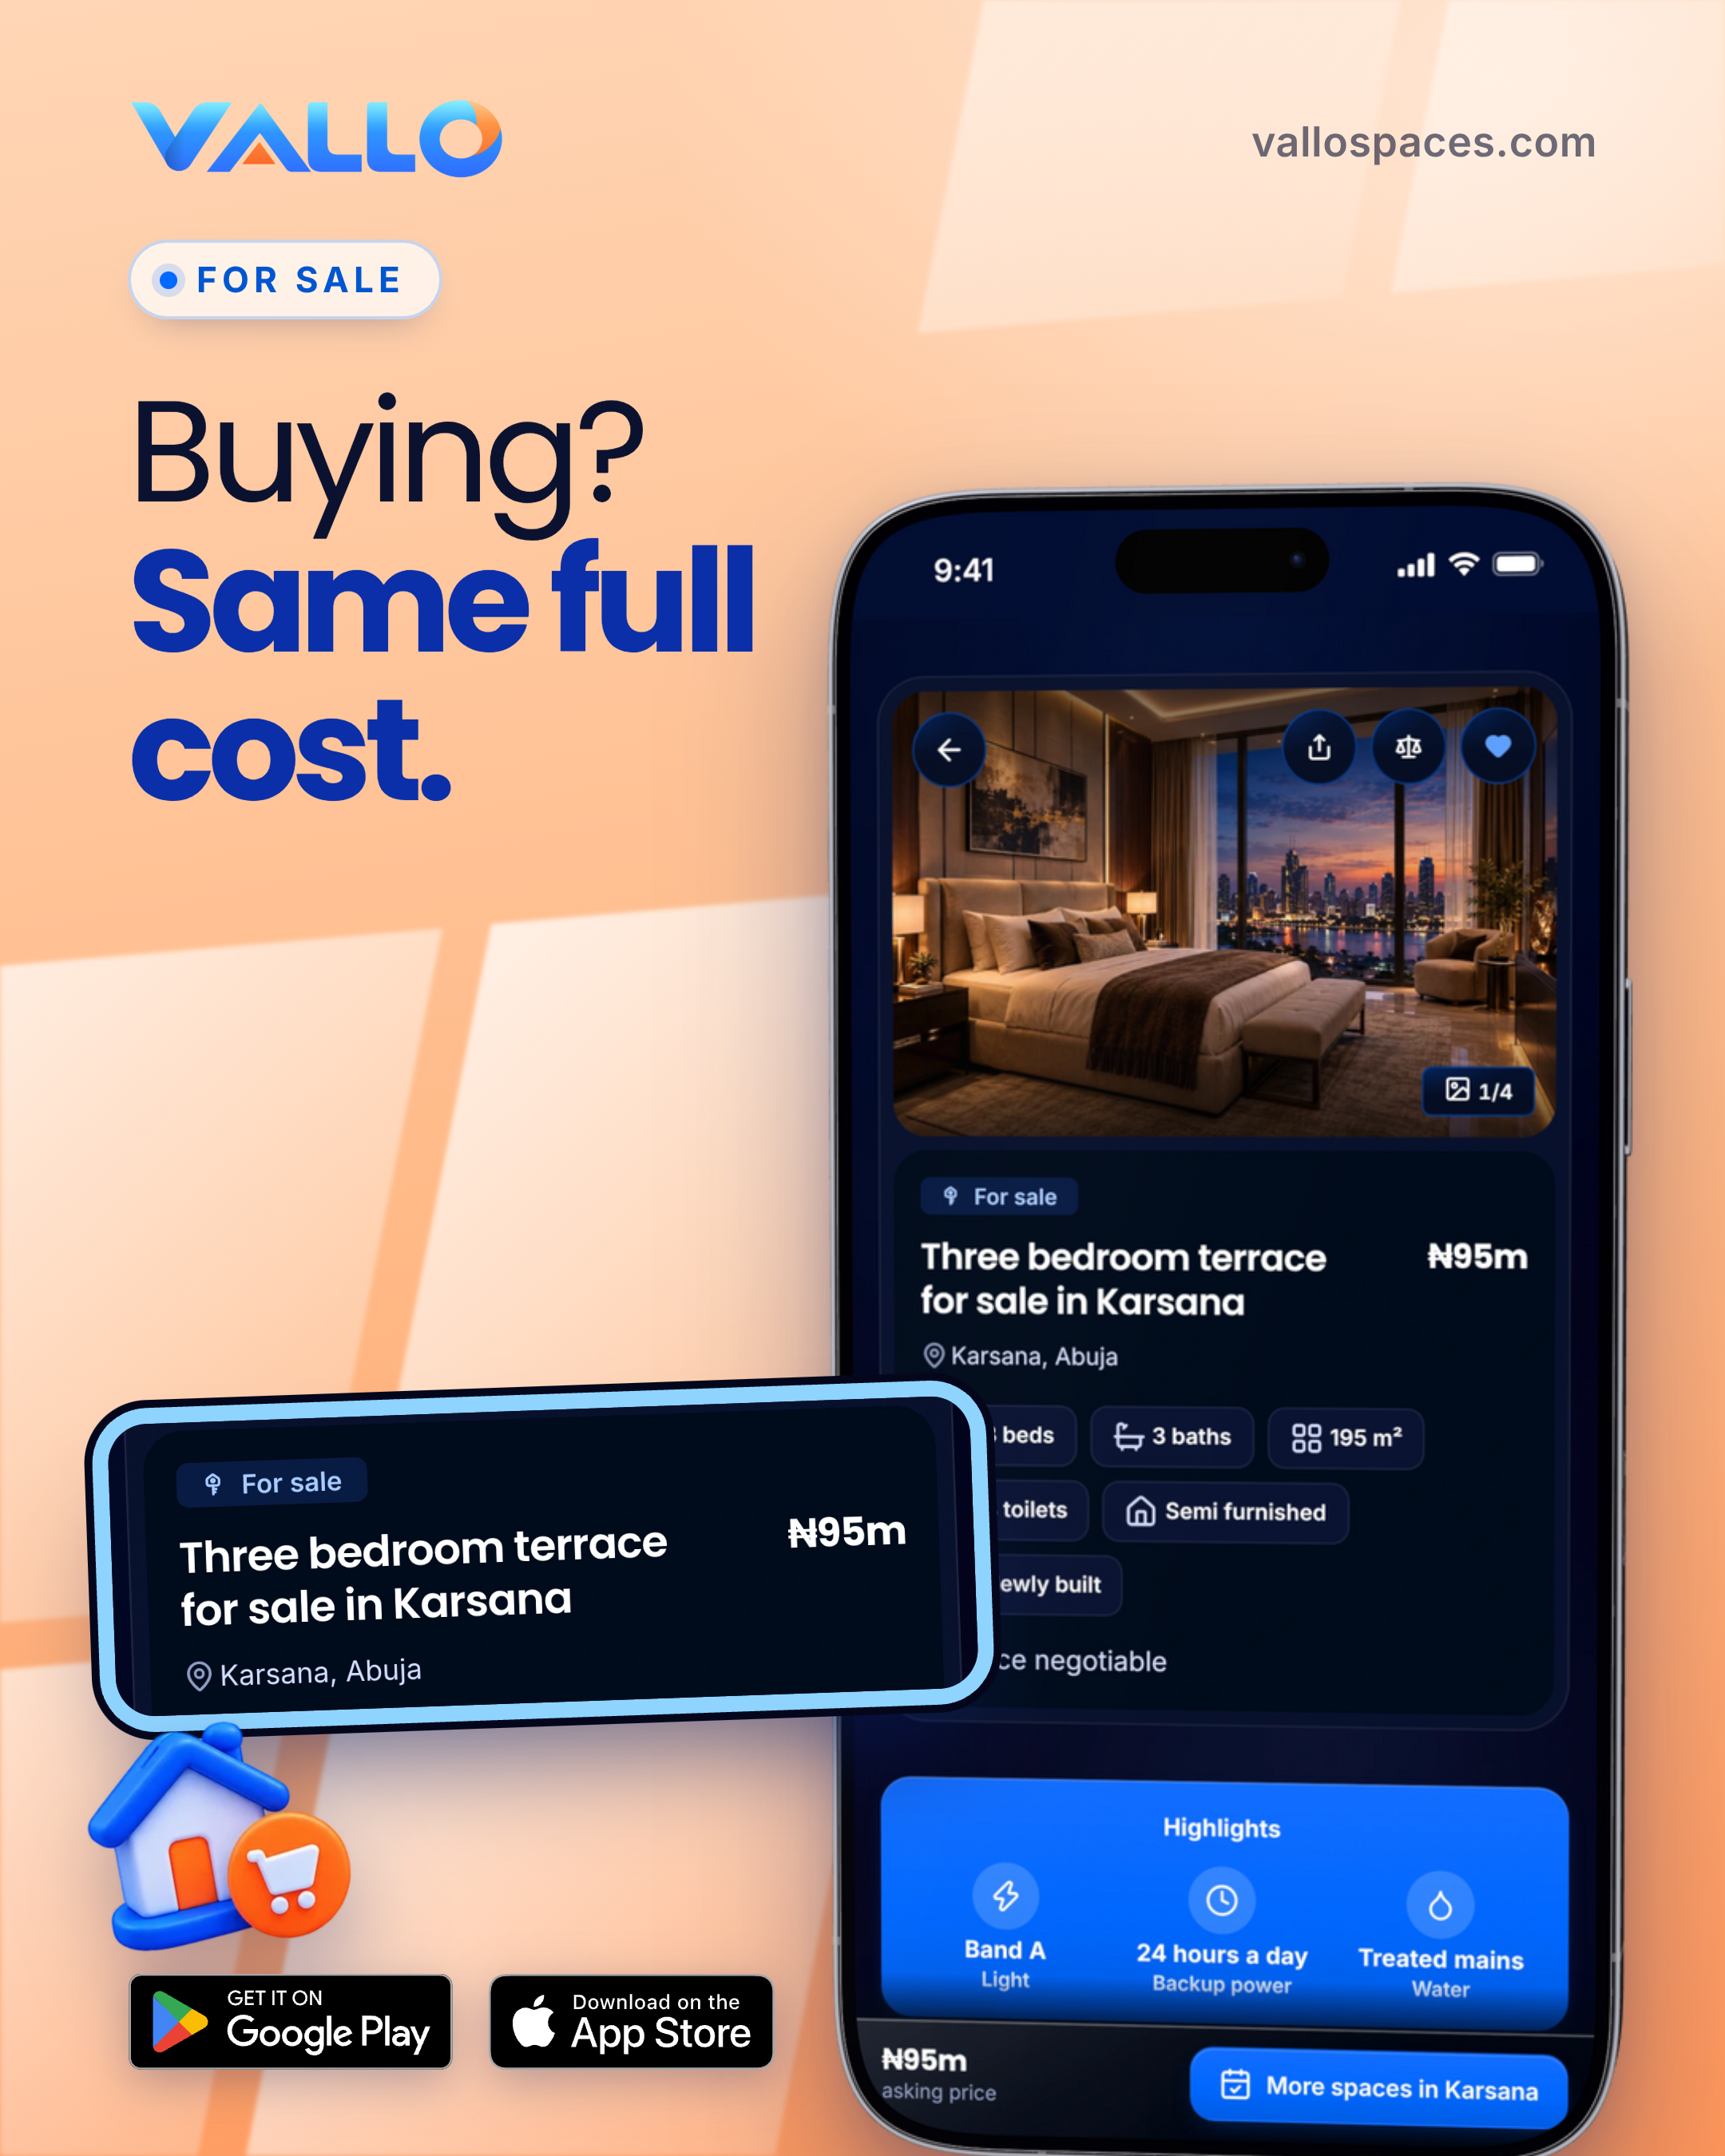 VALLO
vallospaces.com
FOR SALE
Buying?
Same full
cost.
9:41
1/4
For sale
Three bedroom terrace
for sale in Karsana
₦95m
Karsana, Abuja
beds
3 baths
195 m²
toilets
Semi furnished
ewly built
ce negotiable
For sale
Three bedroom terrace
for sale in Karsana
₦95m
Karsana, Abuja
Highlights
Band A
Light
24 hours a day
Backup power
Treated mains
Water
₦95m
asking price
More spaces in Karsana
GET IT ON
Google Play
Download on the
App Store